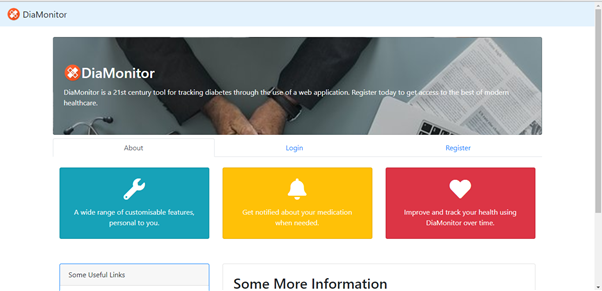 DiaMonitor
DiaMonitor
DiaMonitor is a 21st century tool for tracking diabetes through the use of a web application. Register today to get access to the best of modern
healthcare.
About
Login
Register
A wide range of customisable features,
personal to you.
Get notified about your medication
when needed.
Improve and track your health using
DiaMonitor over time.
Some Useful Links
Some More Information